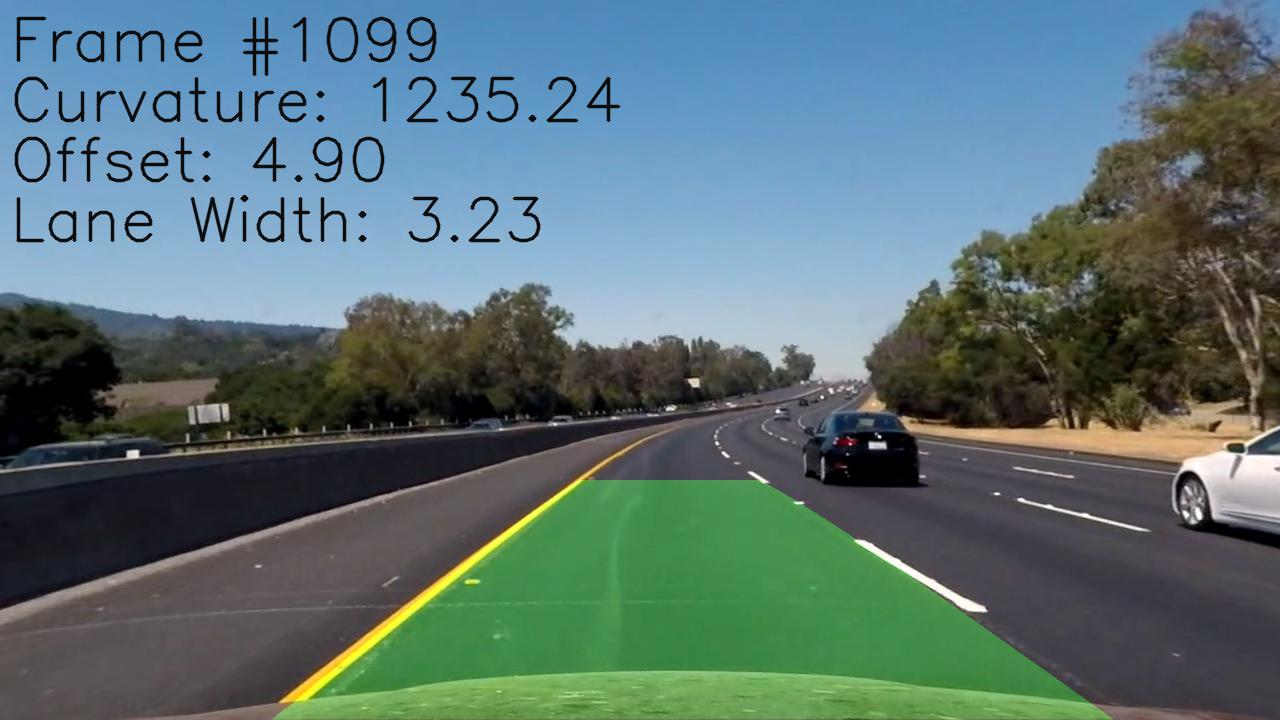 Frame #1099
Curvature: 1235.24
Offset: 4.90
Lane Width: 3.23